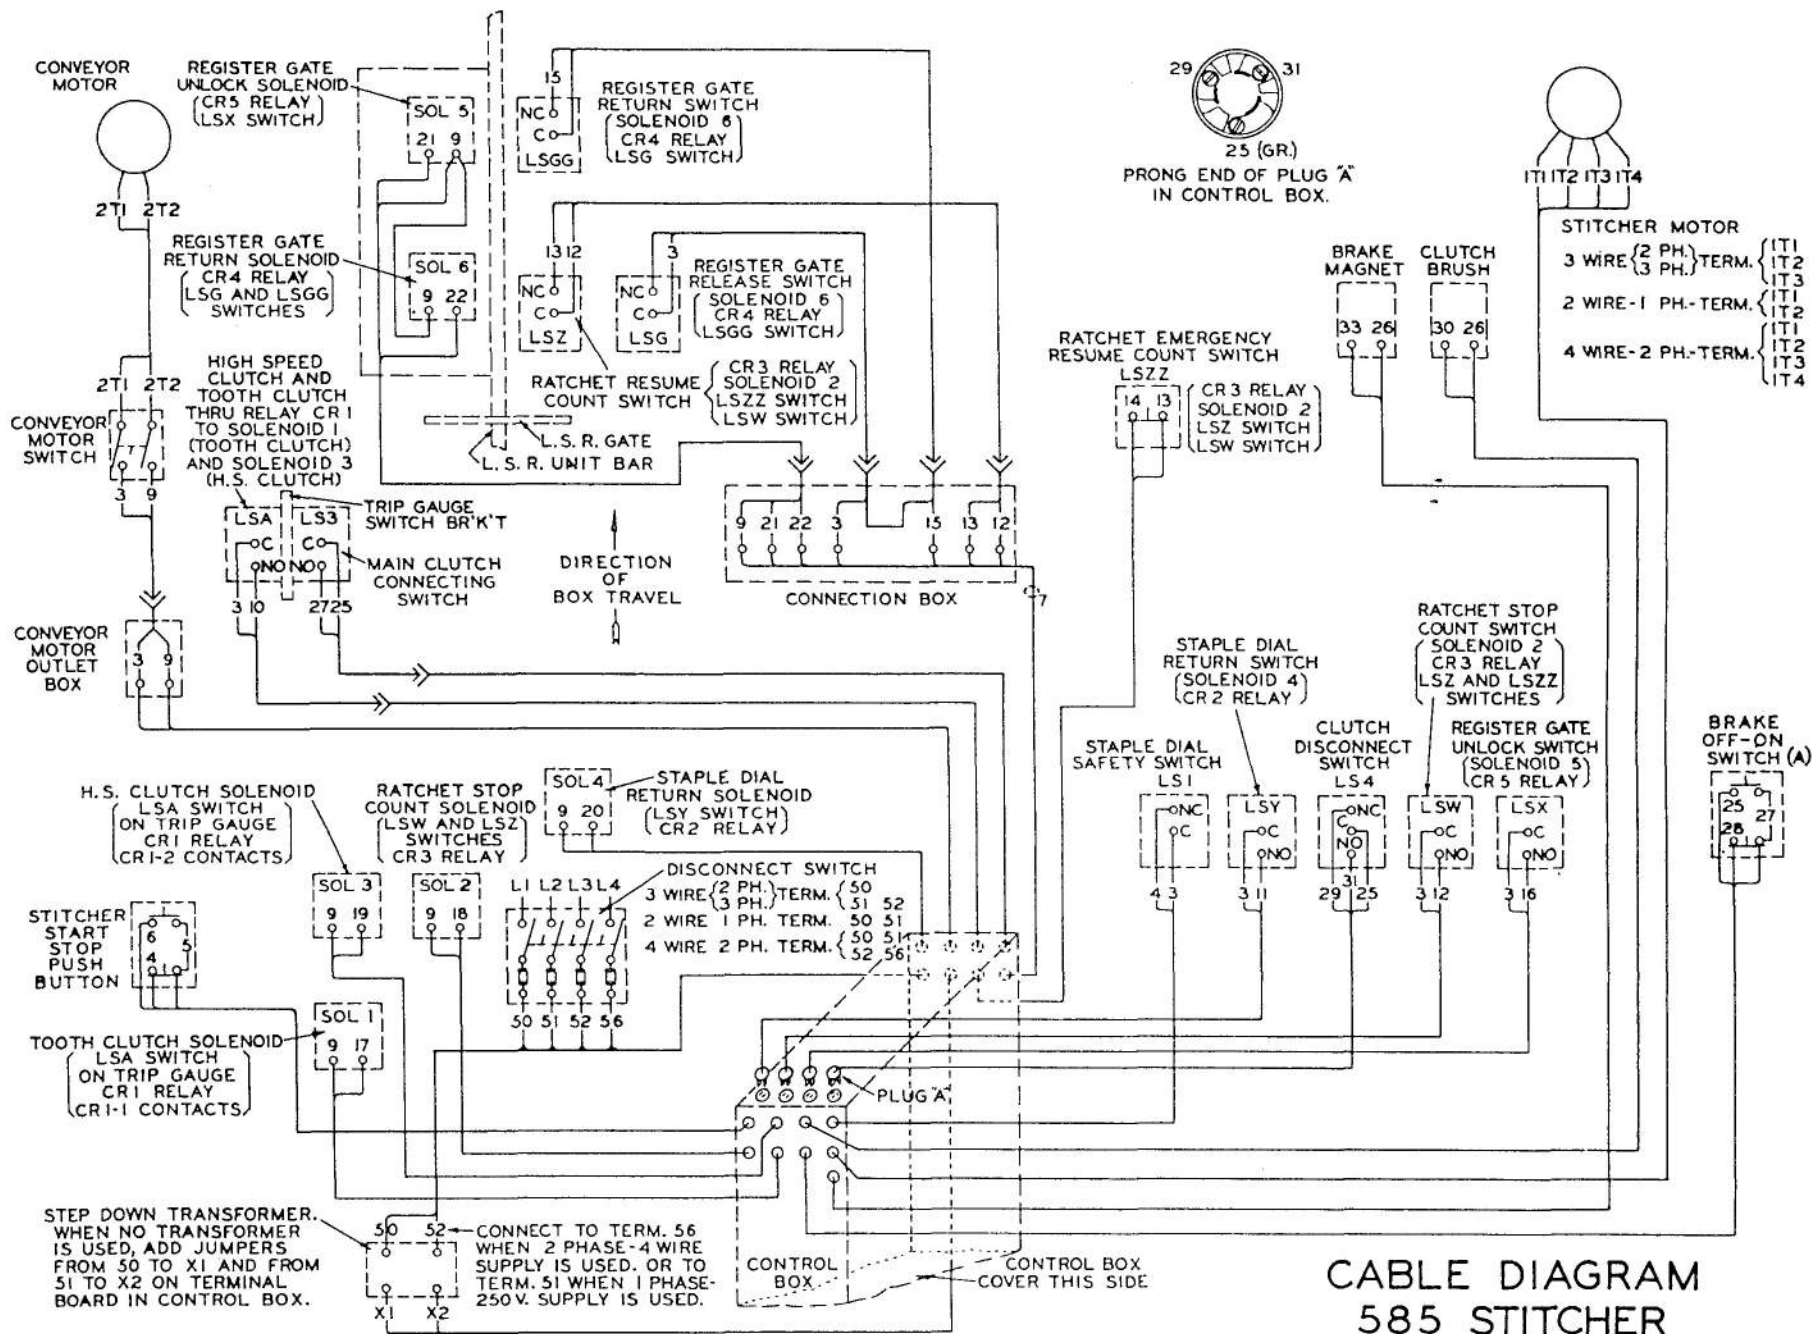 CONVEYOR
MOTOR
2T1 2T2
REGISTER GATE
UNLOCK SOLENOID
(CR5 RELAY
LSX SWITCH)
SOL 5
21 9
15
NC
C
LSGG
REGISTER GATE
RETURN SWITCH
(SOLENOID 6
CR4 RELAY
LSG SWITCH)
29 31
25 (GR.)
PRONG END OF PLUG "A"
IN CONTROL BOX.
1T1 1T2 1T3 1T4
STITCHER MOTOR
3 WIRE {2 PH. 3 PH.} TERM. {1T1
1T2
1T3
2 WIRE-1 PH.-TERM. {1T1
1T2
4 WIRE-2 PH.-TERM. {1T1
1T2
1T3
1T4
REGISTER GATE
RETURN SOLENOID
(CR4 RELAY
LSG AND LSGG
SWITCHES)
SOL 6
9 22
13 12
NC
C
LSZ
3
NC
C
LSG
REGISTER GATE
RELEASE SWITCH
(SOLENOID 6
CR4 RELAY
LSGG SWITCH)
RATCHET RESUME
COUNT SWITCH
(CR3 RELAY
SOLENOID 2
LSZZ SWITCH
LSW SWITCH)
L.S.R. GATE
L.S.R. UNIT BAR
BRAKE
MAGNET
33 26
CLUTCH
BRUSH
30 26
RATCHET EMERGENCY
RESUME COUNT SWITCH
LSZZ
14 13
(CR3 RELAY
SOLENOID 2
LSZ SWITCH
LSW SWITCH)
2T1 2T2
CONVEYOR
MOTOR
SWITCH
3 9
HIGH SPEED
CLUTCH AND
TOOTH CLUTCH
THRU RELAY CR1
TO SOLENOID 1
(TOOTH CLUTCH)
AND SOLENOID 3
(H.S. CLUTCH)
LSA LS3
C C
NO NO
3 10 27 25
TRIP GAUGE
SWITCH BR'K'T
MAIN CLUTCH
CONNECTING
SWITCH
DIRECTION
OF
BOX TRAVEL
9 21 22 3 15 13 12
CONNECTION BOX
7
CONVEYOR
MOTOR
OUTLET
BOX
3 9
STAPLE DIAL
SAFETY SWITCH
LS1
NC
C
4 3
STAPLE DIAL
RETURN SWITCH
(SOLENOID 4)
(CR2 RELAY)
LSY
C
NO
3 11
CLUTCH
DISCONNECT
SWITCH
LS4
NC
C
NO
31
29 25
RATCHET STOP
COUNT SWITCH
(SOLENOID 2
CR3 RELAY
LSZ AND LSZZ
SWITCHES)
LSW
C
NO
3 12
REGISTER GATE
UNLOCK SWITCH
(SOLENOID 5)
(CR5 RELAY)
LSX
C
NO
3 16
BRAKE
OFF-ON
SWITCH (A)
25
27
28
H.S. CLUTCH SOLENOID
(LSA SWITCH
ON TRIP GAUGE
CR1 RELAY
CR1-2 CONTACTS)
SOL 3
9 19
RATCHET STOP
COUNT SOLENOID
(LSW AND LSZ
SWITCHES
CR3 RELAY)
SOL 2
9 18
SOL 4
9 20
STAPLE DIAL
RETURN SOLENOID
(LSY SWITCH)
(CR2 RELAY)
L1 L2 L3 L4
50 51 52 56
DISCONNECT SWITCH
3 WIRE {2 PH. 3 PH.} TERM. {50
51 52
2 WIRE 1 PH. TERM. 50 51
4 WIRE 2 PH. TERM. {50 51
52 56
STITCHER
START
STOP
PUSH
BUTTON
6
4
5
TOOTH CLUTCH SOLENOID
(LSA SWITCH
ON TRIP GAUGE
CR1 RELAY
CR1-1 CONTACTS)
SOL 1
9 17
PLUG "A"
STEP DOWN TRANSFORMER.
WHEN NO TRANSFORMER
IS USED, ADD JUMPERS
FROM 50 TO X1 AND FROM
51 TO X2 ON TERMINAL
BOARD IN CONTROL BOX.
50 52
X1 X2
CONNECT TO TERM. 56
WHEN 2 PHASE-4 WIRE
SUPPLY IS USED. OR TO
TERM. 51 WHEN 1 PHASE-
250 V. SUPPLY IS USED.
CONTROL
BOX
CONTROL BOX
COVER THIS SIDE
CABLE DIAGRAM
585 STITCHER